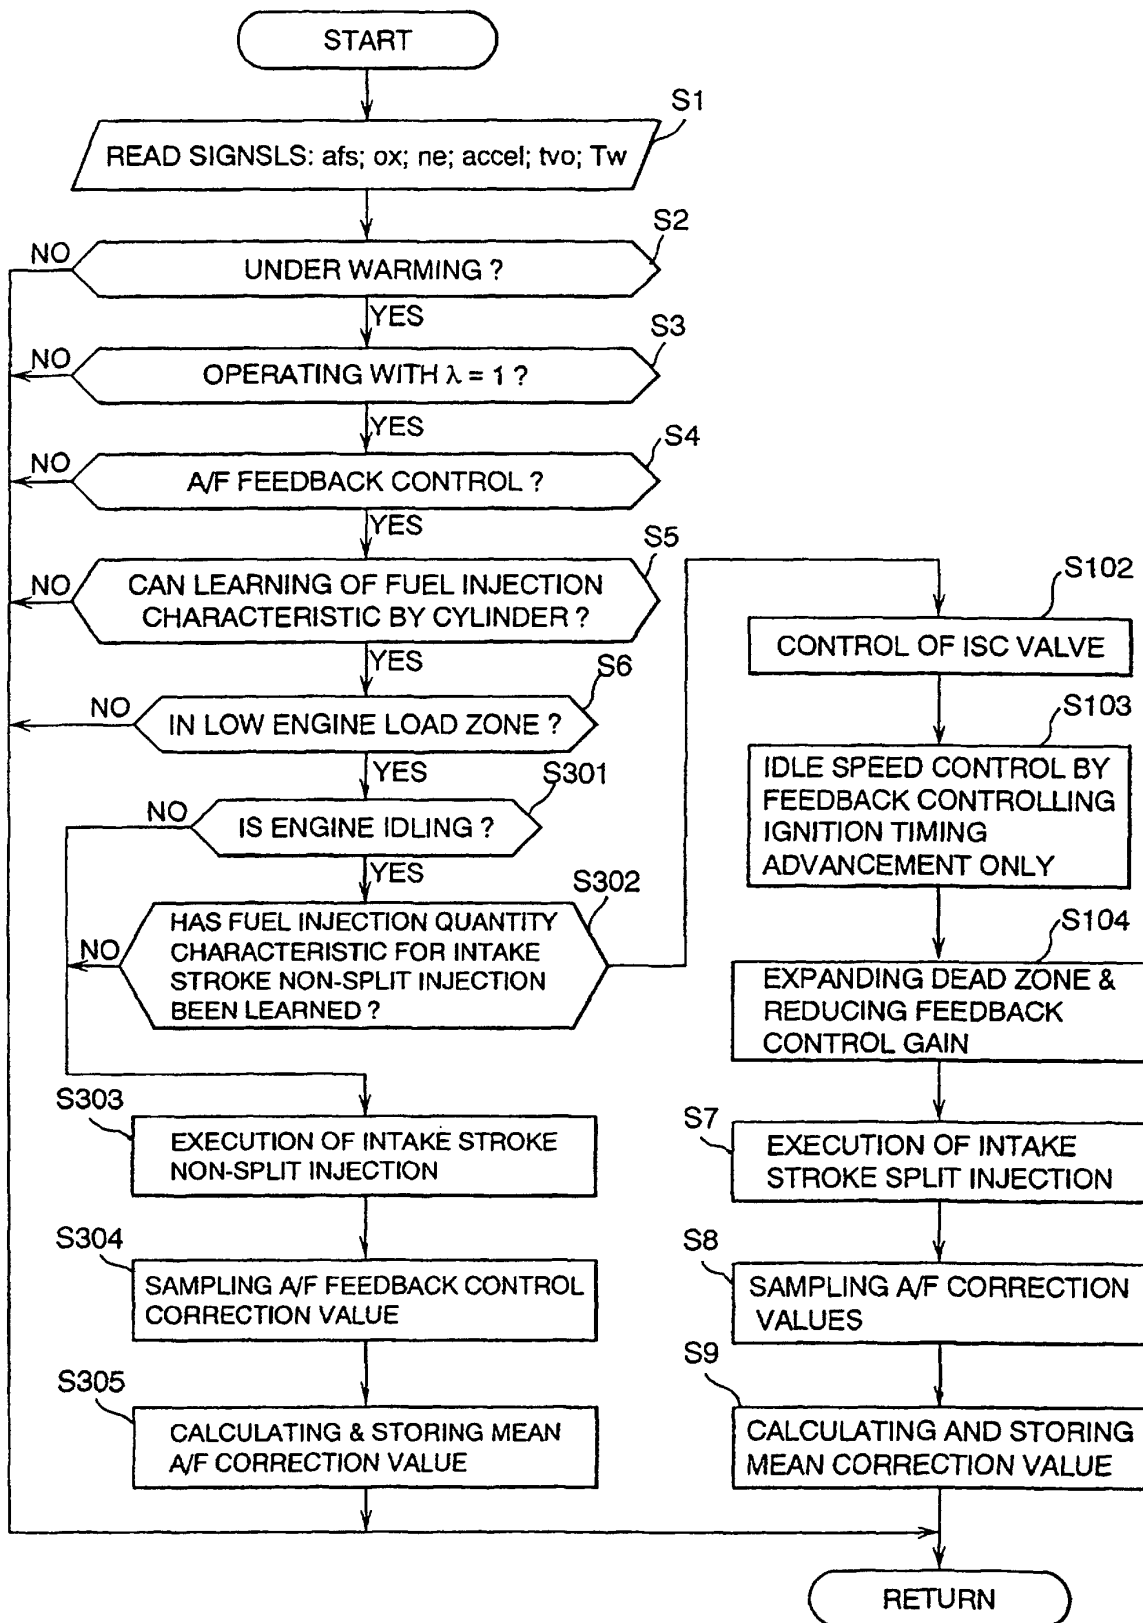 START
S1
READ SIGNSLS: afs; ox; ne; accel; tvo; Tw
S2
NO
UNDER WARMING ?
YES
S3
NO
OPERATING WITH λ = 1 ?
YES
S4
NO
A/F FEEDBACK CONTROL ?
YES
S5
NO
CAN LEARNING OF FUEL INJECTION
CHARACTERISTIC BY CYLINDER ?
YES
S6
NO
IN LOW ENGINE LOAD ZONE ?
YES
S301
NO
IS ENGINE IDLING ?
YES
S302
NO
HAS FUEL INJECTION QUANTITY
CHARACTERISTIC FOR INTAKE
STROKE NON-SPLIT INJECTION
BEEN LEARNED ?
S303
EXECUTION OF INTAKE STROKE
NON-SPLIT INJECTION
S304
SAMPLING A/F FEEDBACK CONTROL
CORRECTION VALUE
S305
CALCULATING & STORING MEAN
A/F CORRECTION VALUE
S102
CONTROL OF ISC VALVE
S103
IDLE SPEED CONTROL BY
FEEDBACK CONTROLLING
IGNITION TIMING
ADVANCEMENT ONLY
S104
EXPANDING DEAD ZONE &
REDUCING FEEDBACK
CONTROL GAIN
S7
EXECUTION OF INTAKE
STROKE SPLIT INJECTION
S8
SAMPLING A/F CORRECTION
VALUES
S9
CALCULATING AND STORING
MEAN CORRECTION VALUE
RETURN